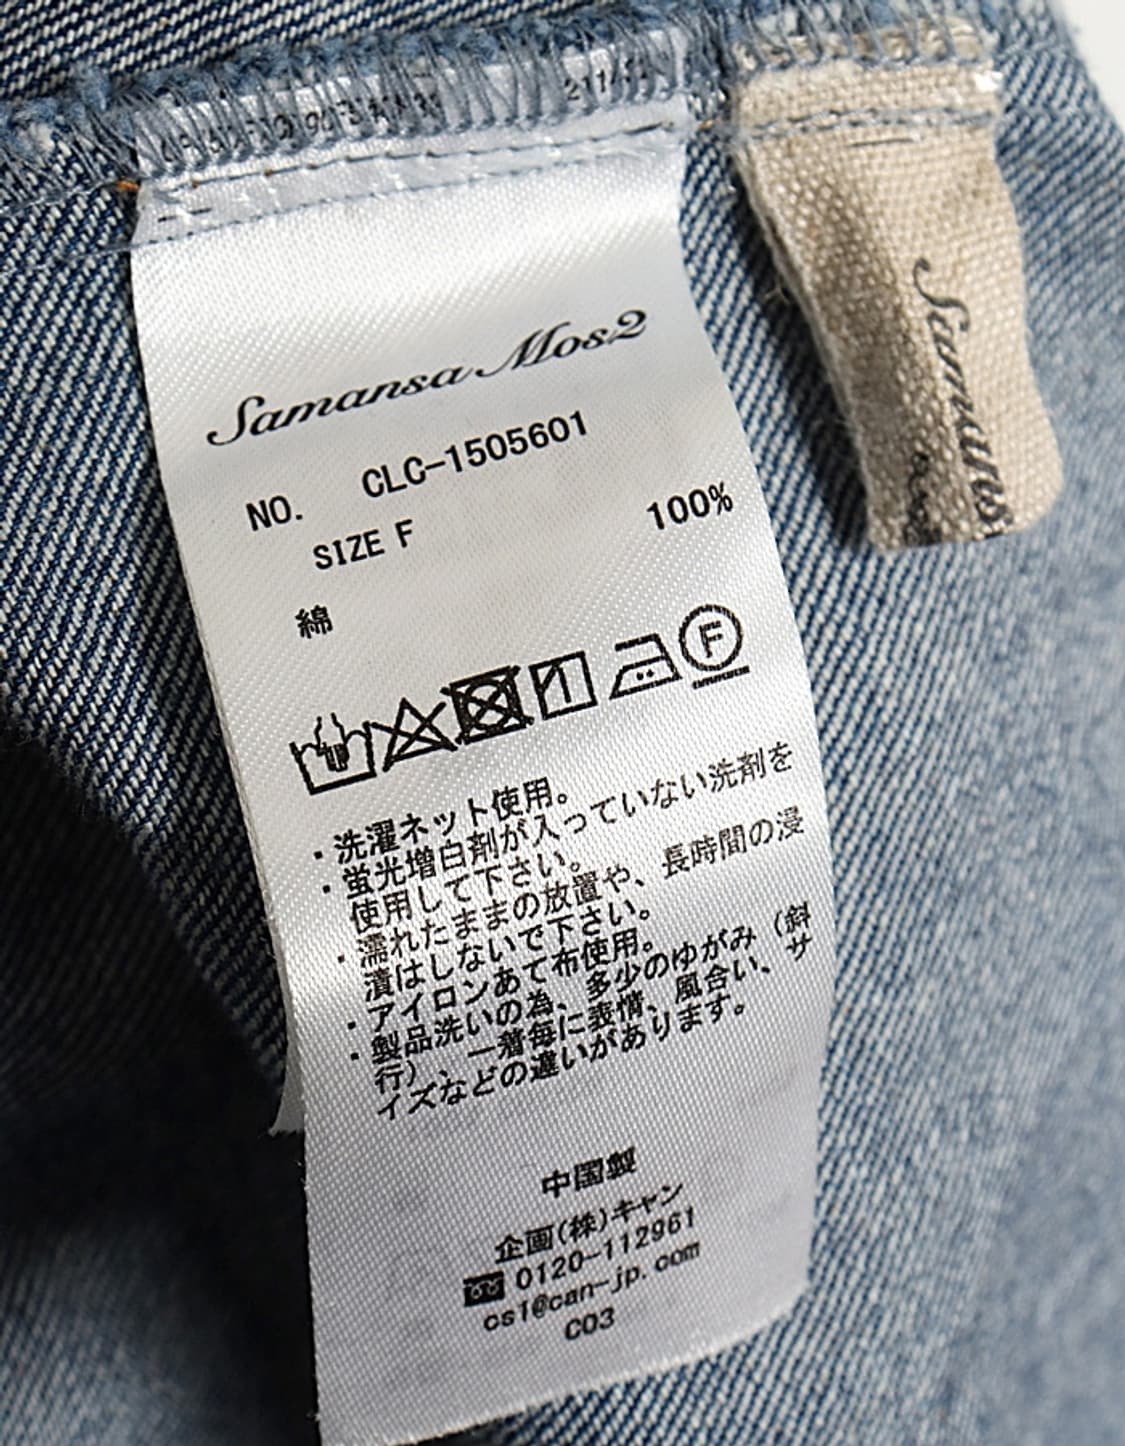 Samansa Mos2
NO. CLC-1505601
SIZE F
綿 100%
F
・洗濯ネット使用。
・蛍光増白剤が入っていない洗剤を
使用して下さい。
・濡れたままの放置や、長時間の浸
漬はしないで下さい。
・アイロンあて布使用。
・製品洗いの為、多少のゆがみ（斜
行）、一着毎に表情、風合い、サ
イズなどの違いがあります。
中国製
企画(株)キャン
0120-112961
cs1@can-jp.com
C03
Samansa